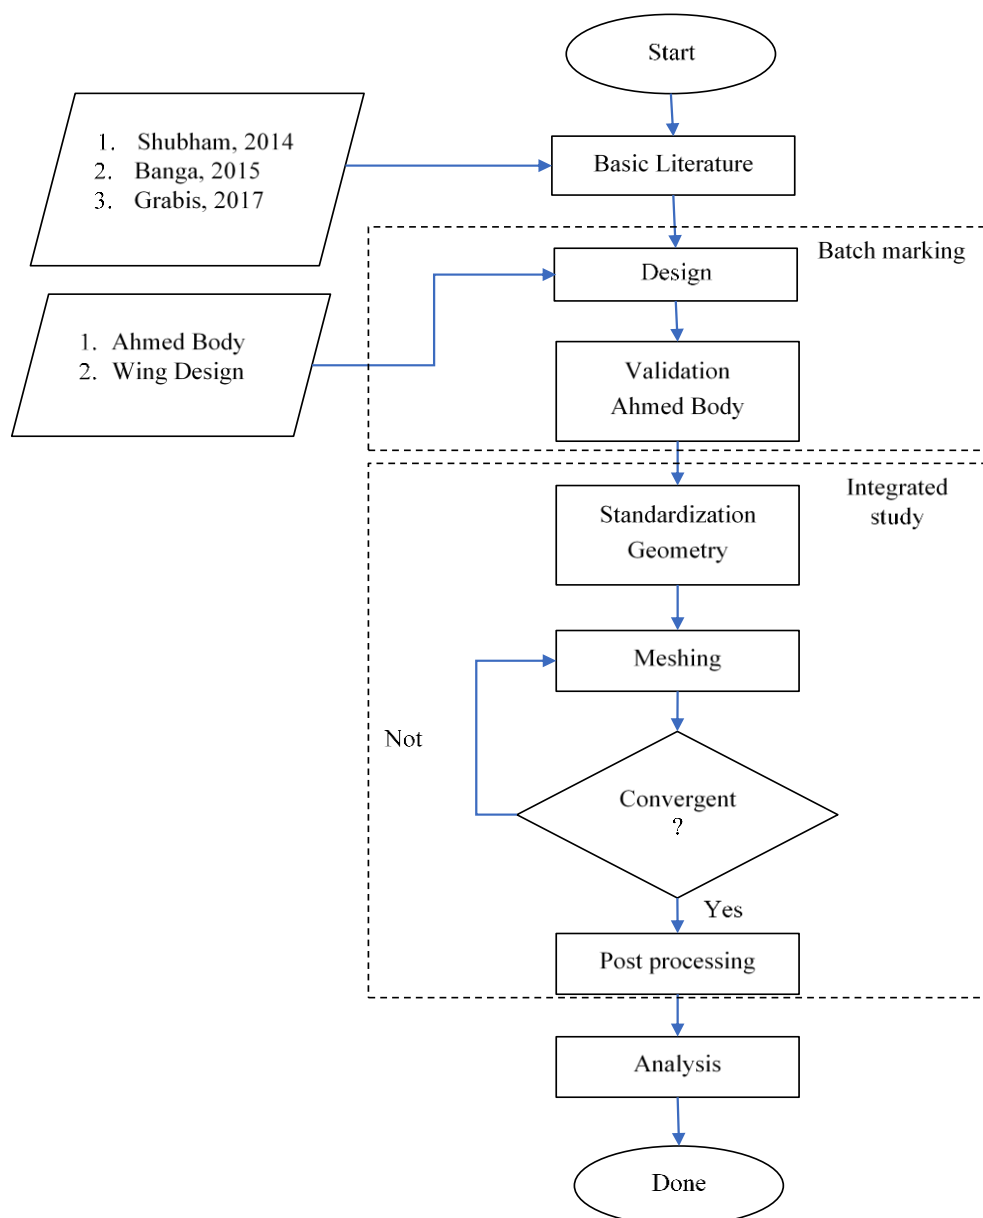 Start
1. Shubham, 2014
2. Banga, 2015
3. Grabis, 2017
Basic Literature
Batch marking
Design
1. Ahmed Body
2. Wing Design
Validation
Ahmed Body
Integrated
study
Standardization
Geometry
Meshing
Not
Convergent
?
Yes
Post processing
Analysis
Done